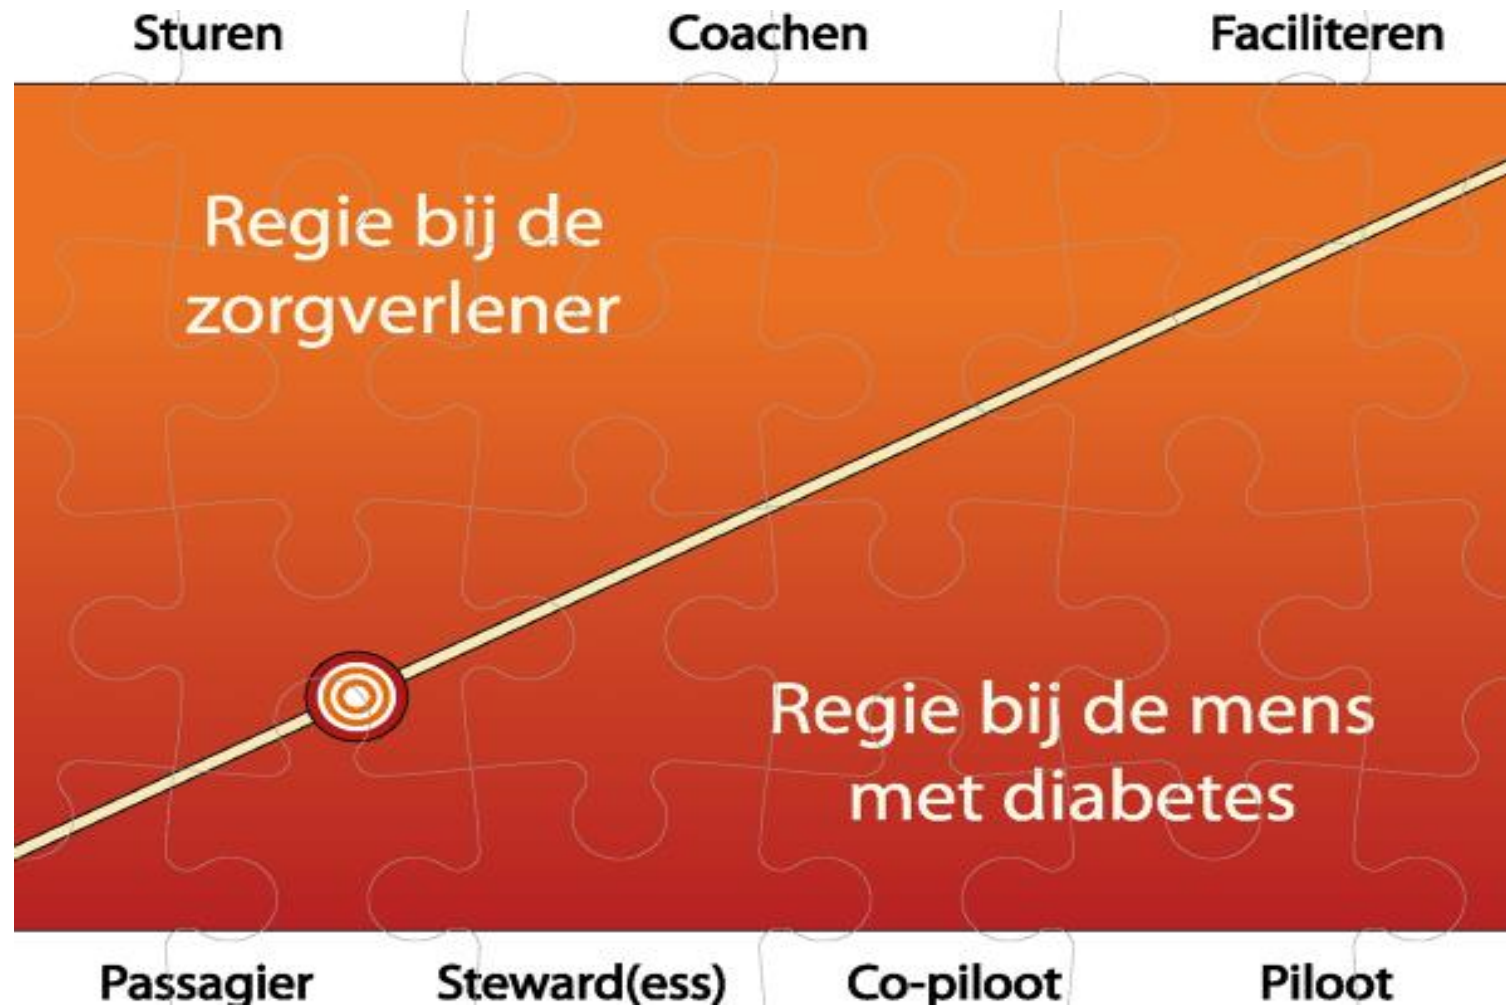 Sturen Coachen Faciliteren
Regie bij de
zorgverlener
Regie bij de mens
met diabetes
Passagier Steward(ess) Co-piloot Piloot